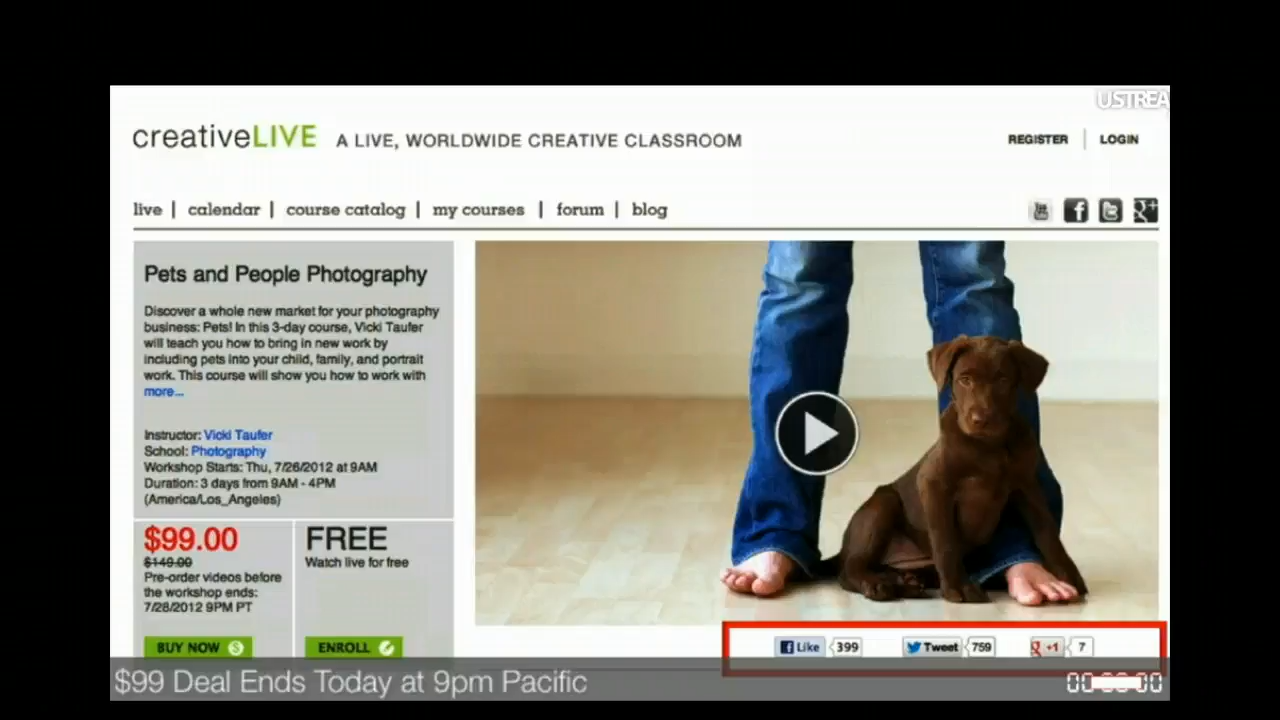 USTREA
creativeLIVE A LIVE, WORLDWIDE CREATIVE CLASSROOM
REGISTER | LOGIN
live | calendar | course catalog | my courses | forum | blog
Pets and People Photography
Discover a whole new market for your photography
business: Pets! In this 3-day course, Vicki Taufer
will teach you how to bring in new work by
including pets into your child, family, and portrait
work. This course will show you how to work with
more...
Instructor: Vicki Taufer
School: Photography
Workshop Starts: Thu, 7/26/2012 at 9AM
Duration: 3 days from 9AM - 4PM
(America/Los_Angeles)
$99.00
$149.00
Pre-order videos before
the workshop ends:
7/28/2012 9PM PT
BUY NOW $
FREE
Watch live for free
ENROLL
Like 399 Tweet 759 +1 7
$99 Deal Ends Today at 9pm Pacific